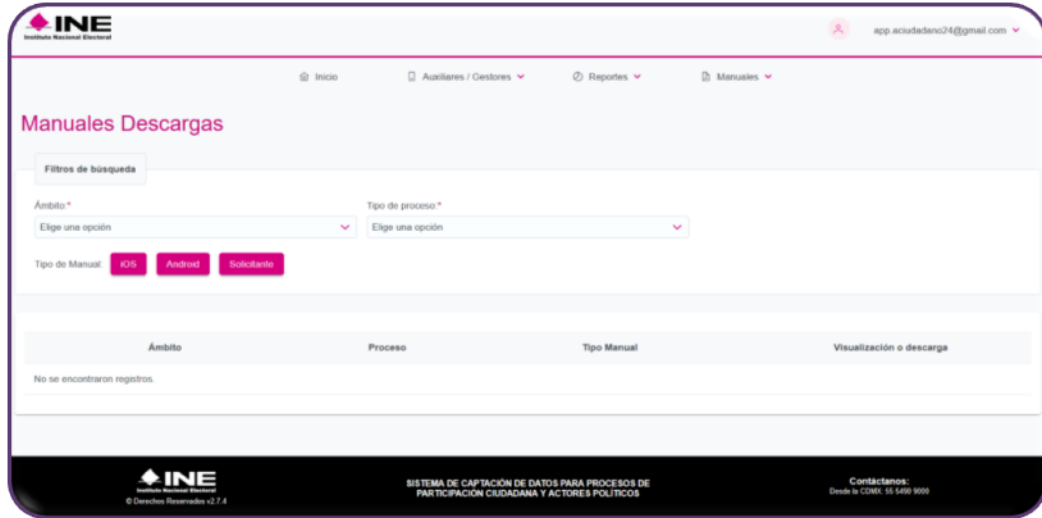 INE
Instituto Nacional Electoral
app.aciudadano24@gmail.com
Inicio
Auxiliares / Gestores
Reportes
Manuales
Manuales Descargas
Filtros de búsqueda
Ámbito:*
Tipo de proceso:*
Elige una opción
Elige una opción
Tipo de Manual:
iOS
Android
Solicitante
Ámbito
Proceso
Tipo Manual
Visualización o descarga
No se encontraron registros.
INE
Instituto Nacional Electoral
© Derechos Reservados v2.7.4
SISTEMA DE CAPTACIÓN DE DATOS PARA PROCESOS DE
PARTICIPACIÓN CIUDADANA Y ACTORES POLÍTICOS
Contáctanos:
Desde la CDMX, 55 5490 9000